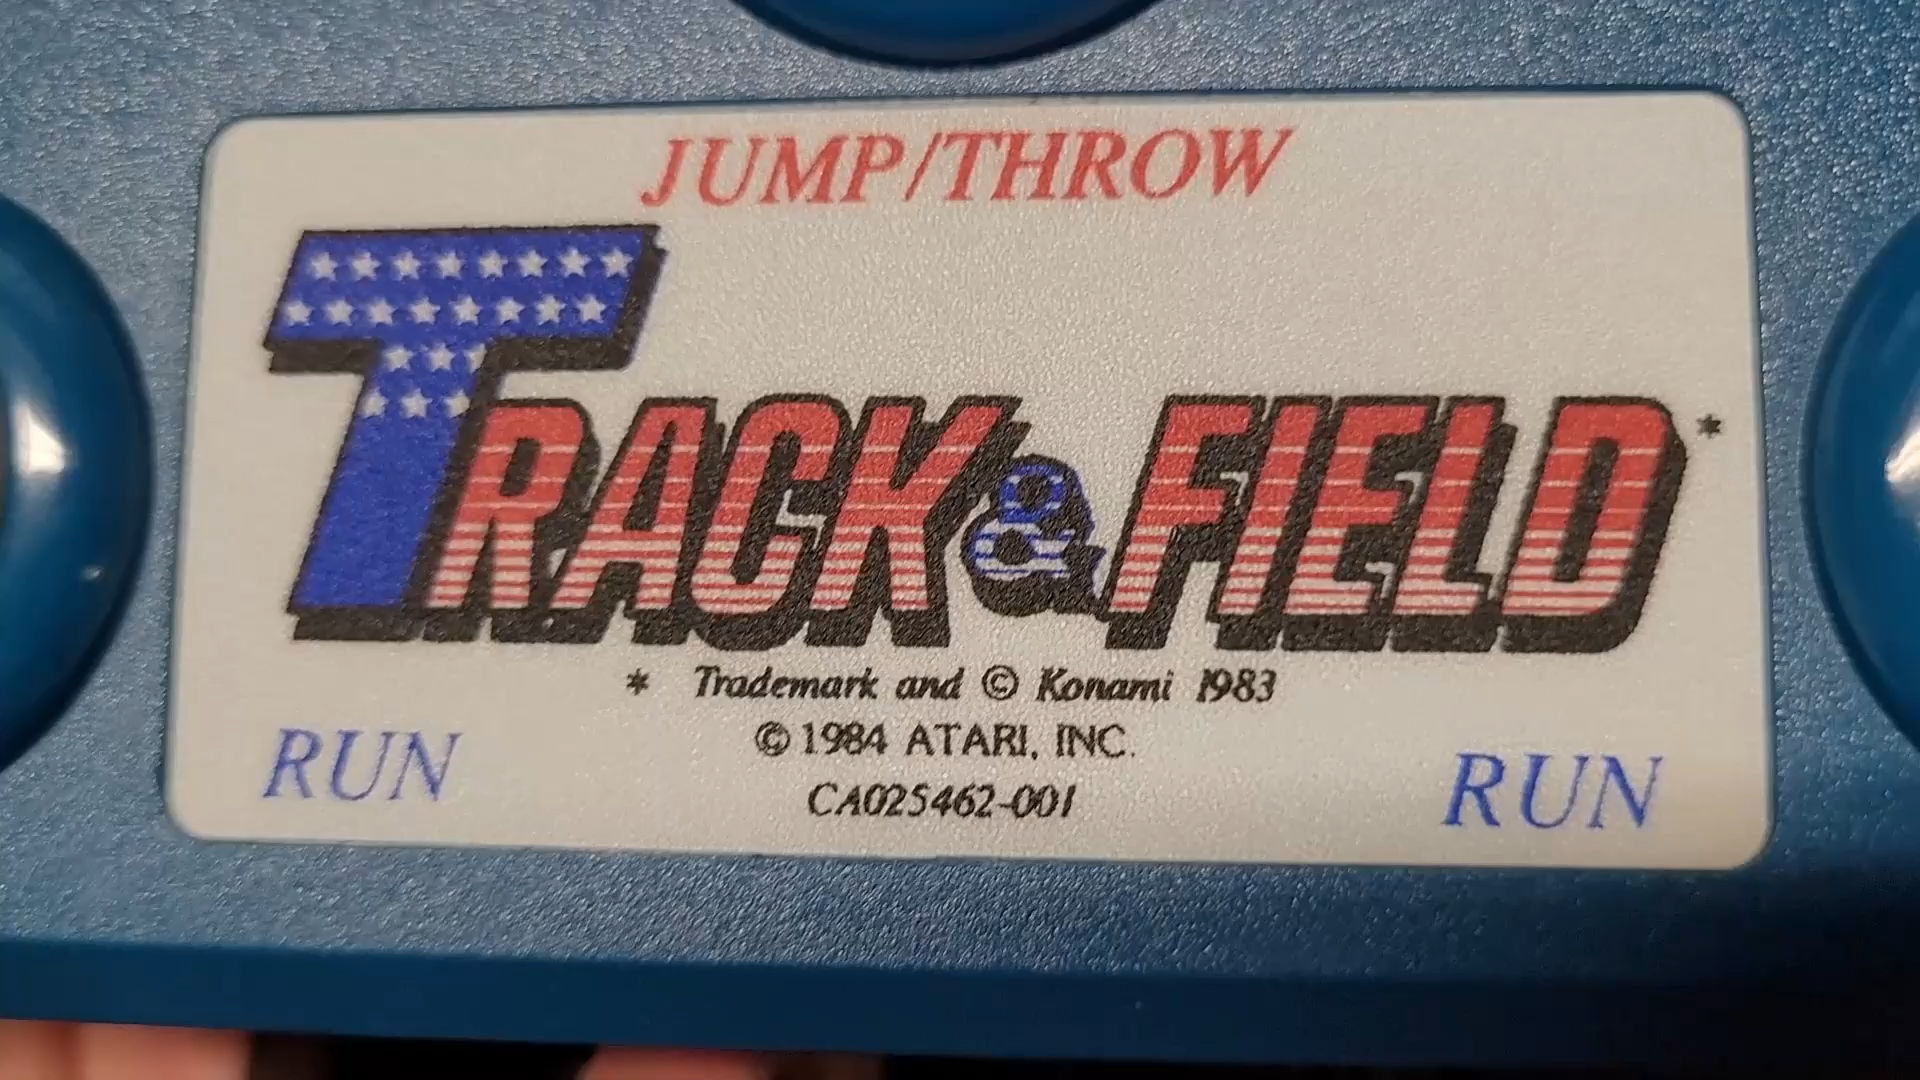 JUMP/THROW
TRACK & FIELD*
* Trademark and © Konami 1983
© 1984 ATARI, INC.
CA025462-001
RUN
RUN